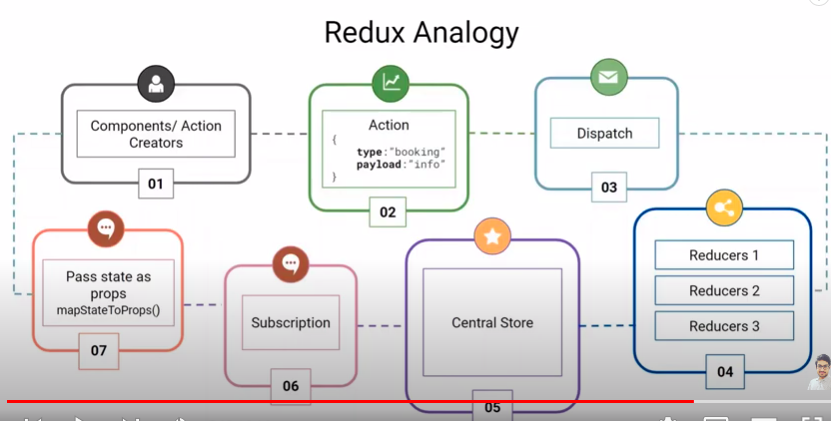 Redux Analogy
Components/ Action
Creators
01
Action
{
type:"booking"
payload:"info"
}
02
Dispatch
03
Reducers 1
Reducers 2
Reducers 3
04
Central Store
05
Subscription
06
Pass state as
props
mapStateToProps()
07